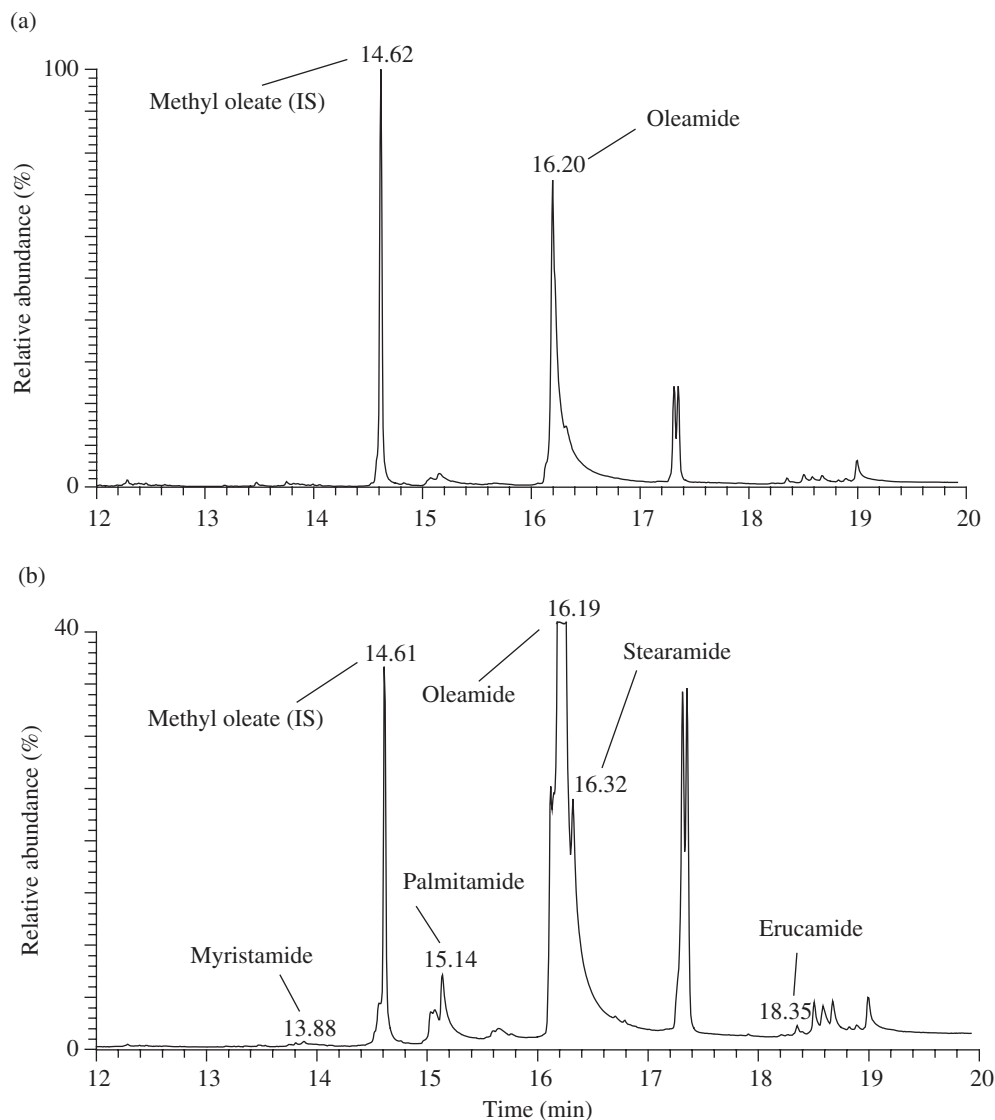 (a)
100
14.62
Methyl oleate (IS)
Oleamide
16.20
Relative abundance (%)
0
12 13 14 15 16 17 18 19 20
(b)
40
16.19
14.61
Stearamide
Oleamide
Methyl oleate (IS)
16.32
Relative abundance (%)
Palmitamide
Erucamide
Myristamide
15.14
18.35
13.88
0
12 13 14 15 16 17 18 19 20
Time (min)